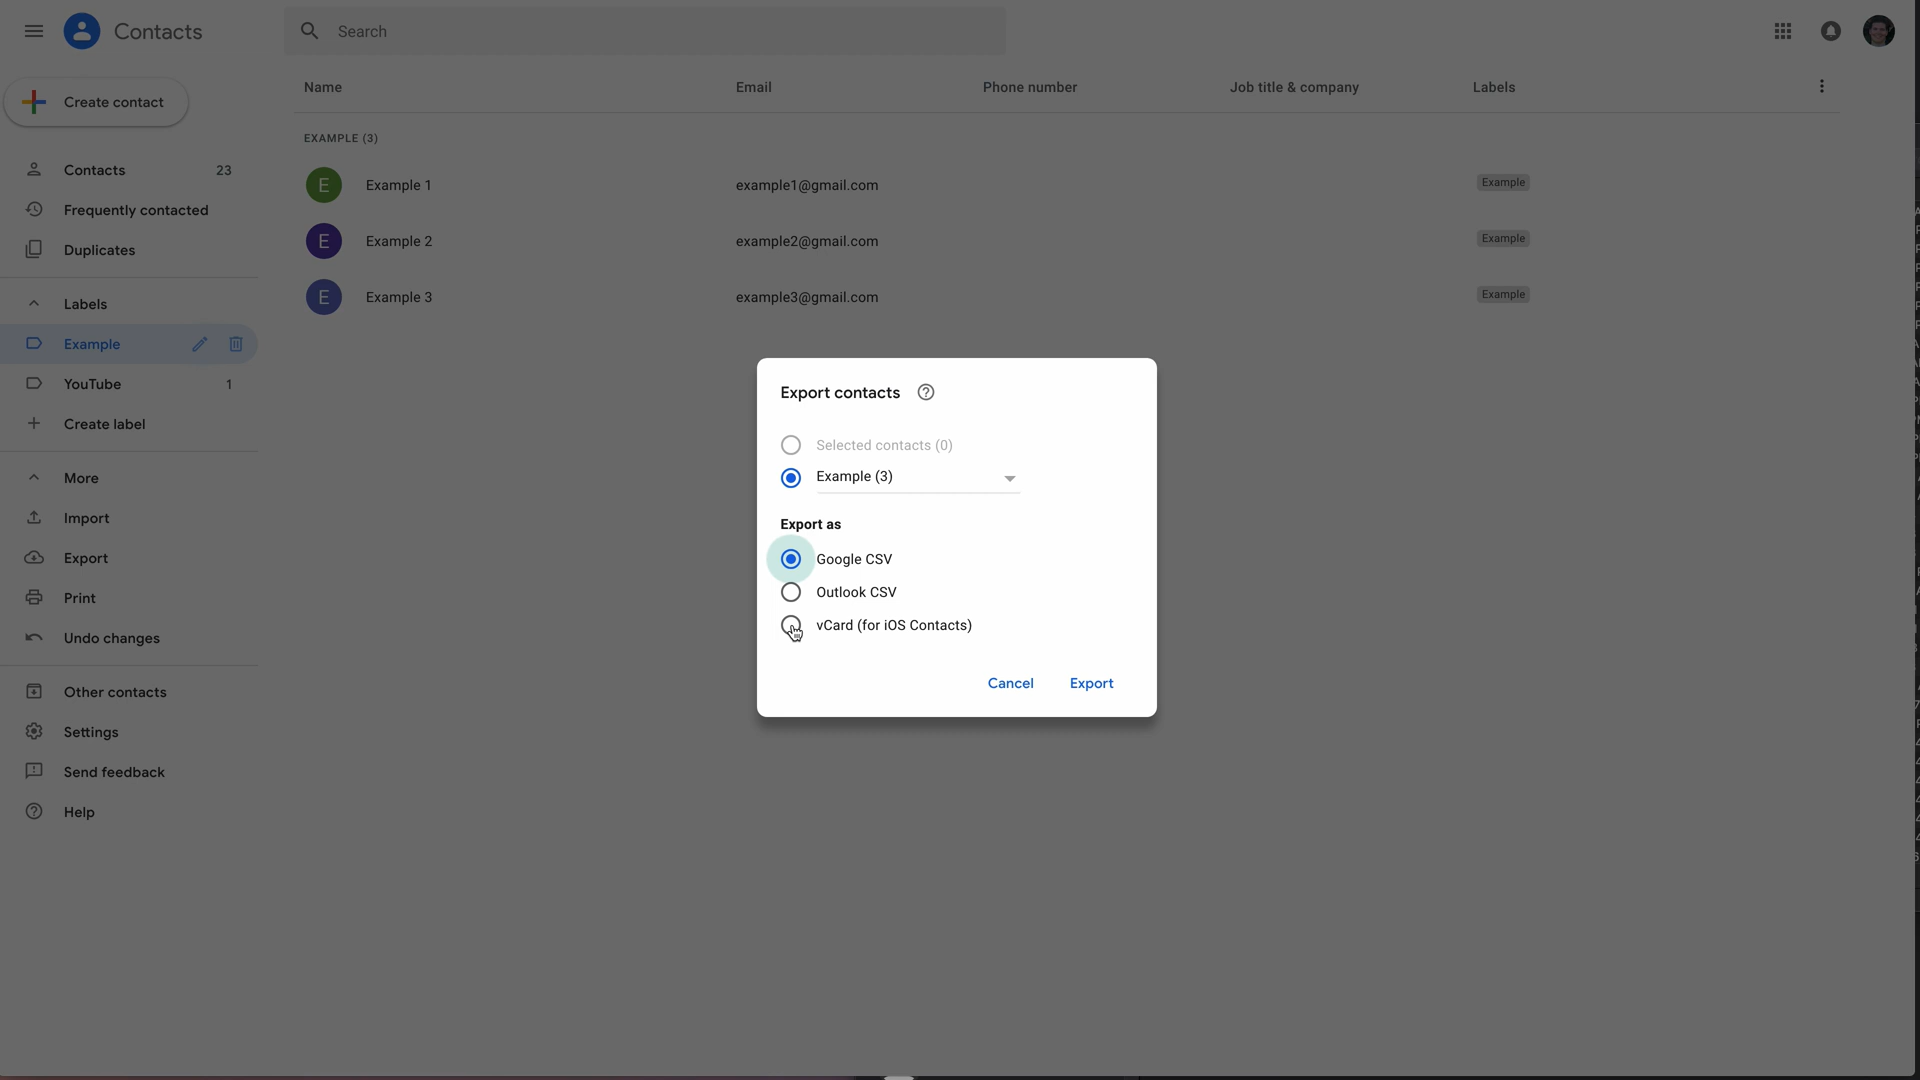 Contacts
Search
Create contact
Name Email Phone number Job title & company Labels
EXAMPLE (3)
E Example 1 example1@gmail.com Example
E Example 2 example2@gmail.com Example
E Example 3 example3@gmail.com Example
Contacts 23
Frequently contacted
Duplicates
Labels
Example
YouTube 1
Create label
More
Import
Export
Print
Undo changes
Other contacts
Settings
Send feedback
Help
Export contacts
Selected contacts (0)
Example (3)
Export as
Google CSV
Outlook CSV
vCard (for iOS Contacts)
Cancel Export